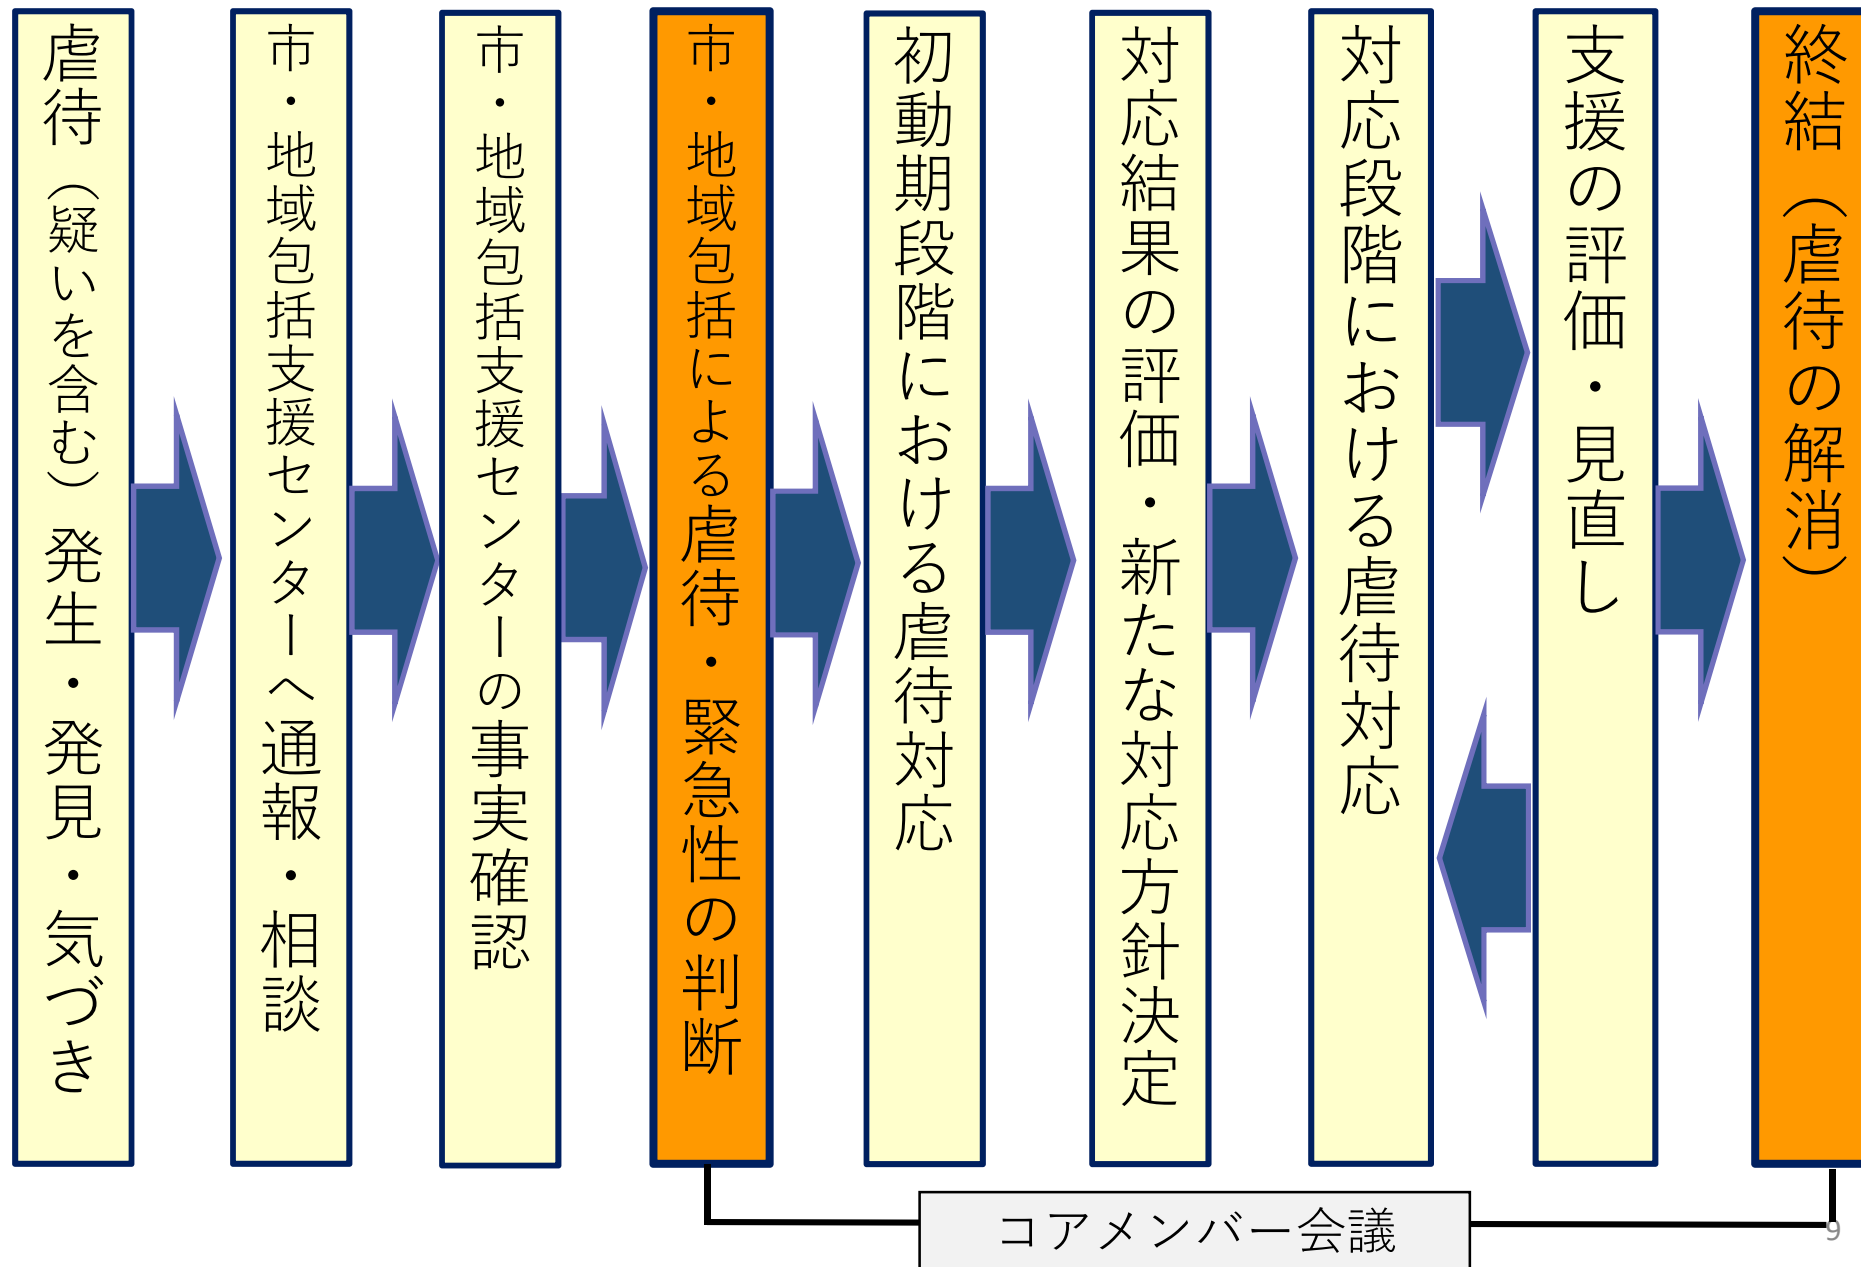 虐待（疑いを含む）発生・発見・気づき
市・地域包括支援センターへ通報・相談
市・地域包括支援センターの事実確認
市・地域包括による虐待・緊急性の判断
初動期段階における虐待対応
対応結果の評価・新たな対応方針決定
対応段階における虐待対応
支援の評価・見直し
終結（虐待の解消）
コアメンバー会議
9